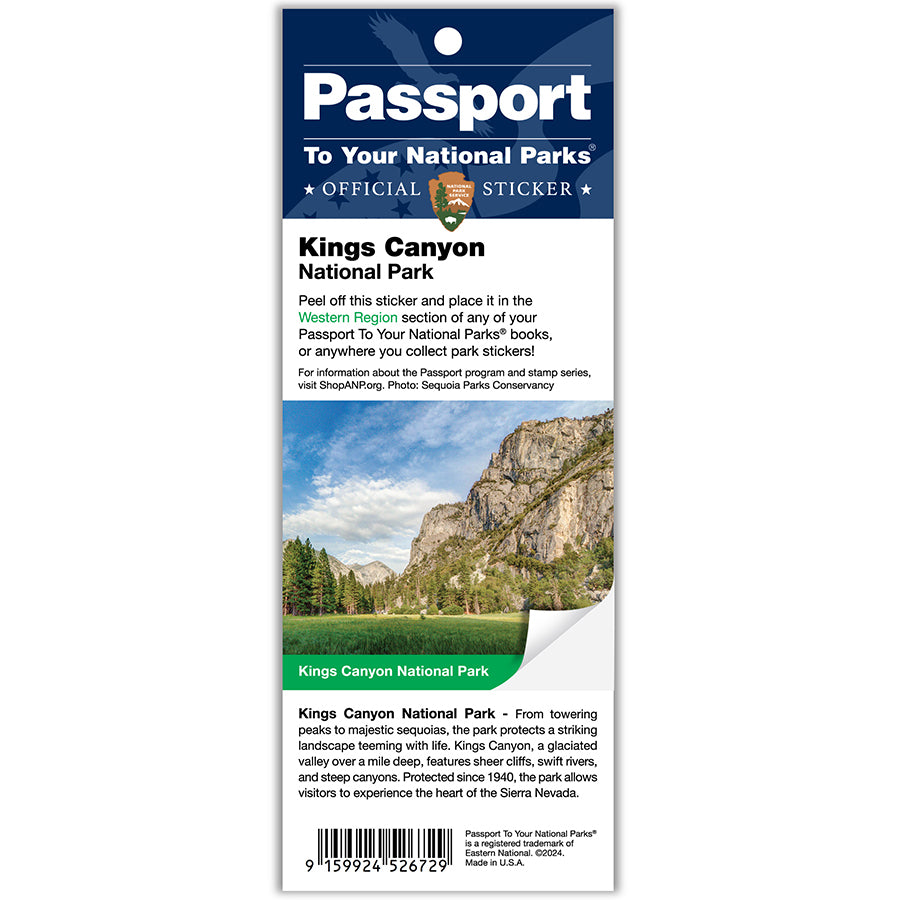 Passport
To Your National Parks®
★ OFFICIAL STICKER ★
NATIONAL
PARK
SERVICE
Kings Canyon
National Park
Peel off this sticker and place it in the
Western Region section of any of your
Passport To Your National Parks® books,
or anywhere you collect park stickers!
For information about the Passport program and stamp series,
visit ShopANP.org. Photo: Sequoia Parks Conservancy
Kings Canyon National Park
Kings Canyon National Park - From towering
peaks to majestic sequoias, the park protects a striking
landscape teeming with life. Kings Canyon, a glaciated
valley over a mile deep, features sheer cliffs, swift rivers,
and steep canyons. Protected since 1940, the park allows
visitors to experience the heart of the Sierra Nevada.
9 159924 526729
Passport To Your National Parks®
is a registered trademark of
Eastern National. ©2024.
Made in U.S.A.